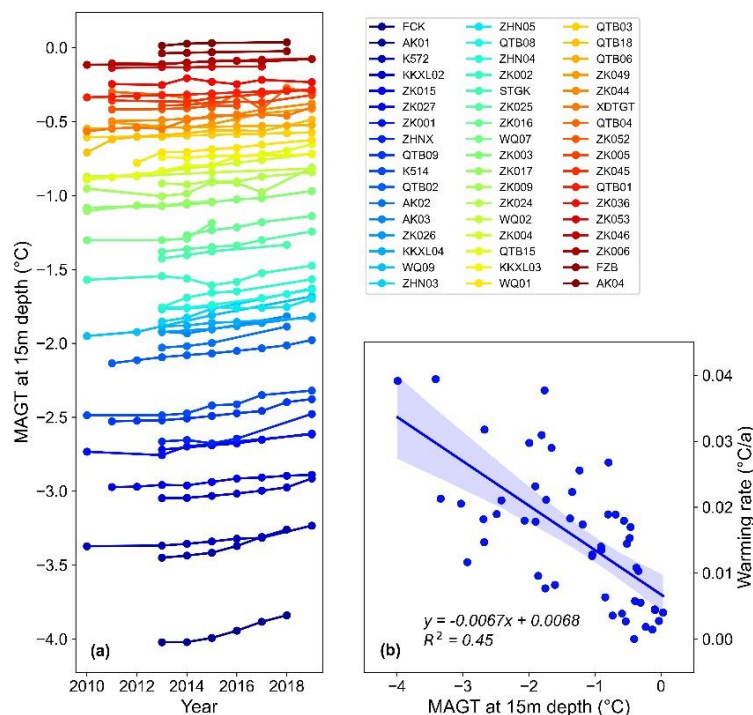 0.0
−0.5
−1.0
−1.5
−2.0
−2.5
−3.0
−3.5
−4.0
MAGT at 15m depth (°C)
(a)
2010 2012 2014 2016 2018
Year
FCK ZHN05 QTB03
AK01 QTB08 QTB18
K572 ZHN04 QTB06
KKXL02 ZK002 ZK049
ZK015 STGK ZK044
ZK027 ZK025 XDTGT
ZK001 ZK016 QTB04
ZHNX WQ07 ZK052
QTB09 ZK003 ZK005
K514 ZK017 ZK045
QTB02 ZK009 QTB01
AK02 ZK024 ZK036
AK03 WQ02 ZK053
ZK026 ZK004 ZK046
KKXL04 QTB15 ZK006
WQ09 KKXL03 FZB
ZHN03 WQ01 AK04
0.04
0.03
0.02
0.01
0.00
Warming rate (°C/a)
y = -0.0067x + 0.0068
R² = 0.45
(b)
−4 −3 −2 −1 0
MAGT at 15m depth (°C)